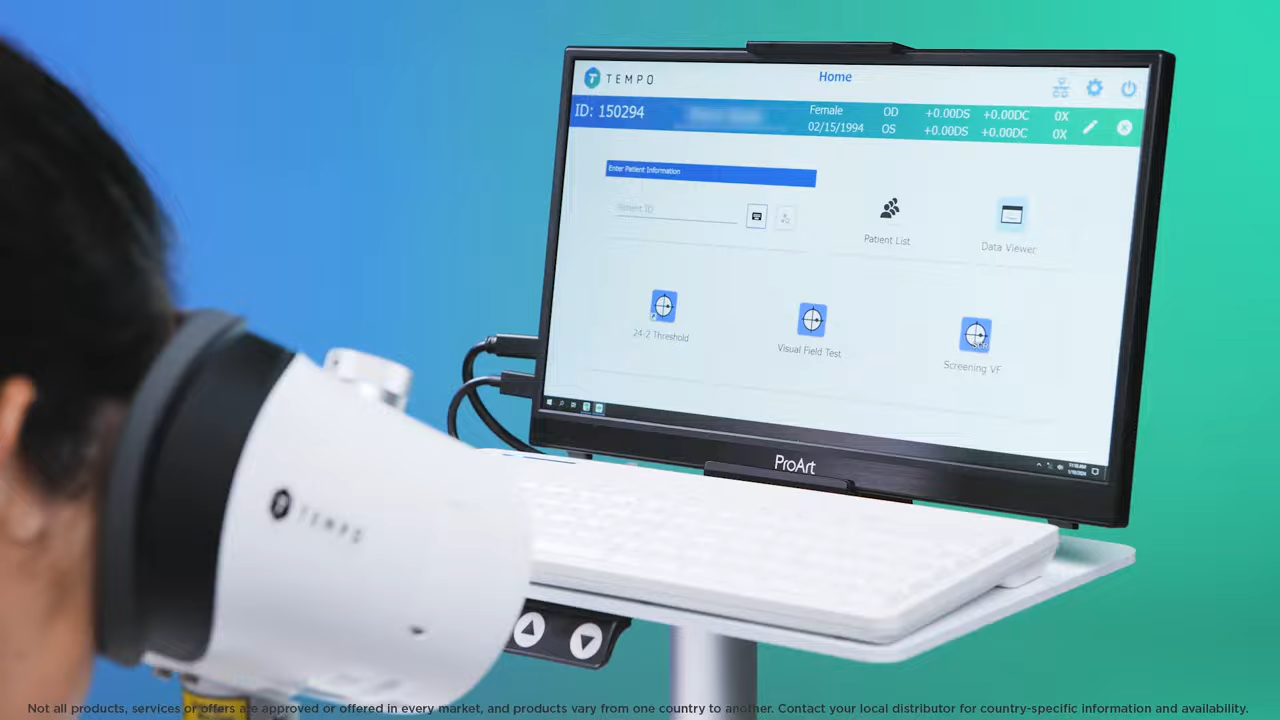 TEMPO
Home
ID: 150294
Female OD +0.00DS +0.00DC 0X
02/15/1994 OS +0.00DS +0.00DC 0X
Enter Patient Information
Patient ID
Patient List
Data Viewer
24-2 Threshold
Visual Field Test
Screening VF
ProArt
TEMPO
Not all products, services or offers are approved or offered in every market, and products vary from one country to another. Contact your local distributor for country-specific information and availability.